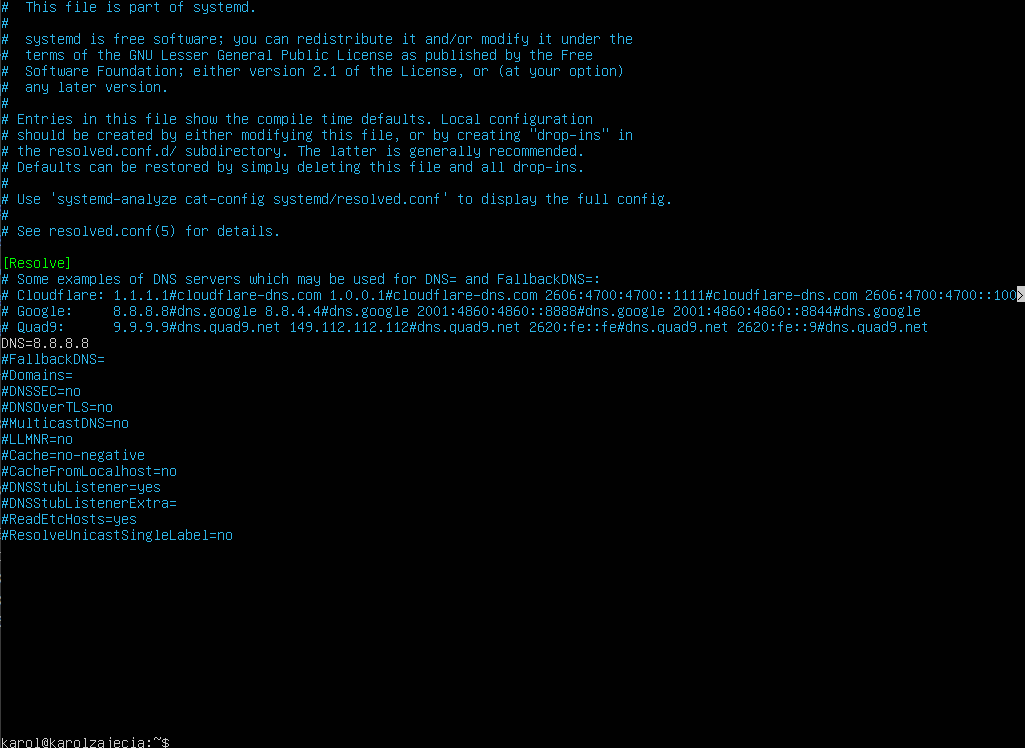 #  This file is part of systemd.
#
#  systemd is free software; you can redistribute it and/or modify it under the
#  terms of the GNU Lesser General Public License as published by the Free
#  Software Foundation; either version 2.1 of the License, or (at your option)
#  any later version.
#
# Entries in this file show the compile time defaults. Local configuration
# should be created by either modifying this file, or by creating "drop-ins" in
# the resolved.conf.d/ subdirectory. The latter is generally recommended.
# Defaults can be restored by simply deleting this file and all drop-ins.
#
# Use 'systemd-analyze cat-config systemd/resolved.conf' to display the full config.
#
# See resolved.conf(5) for details.
[Resolve]
# Some examples of DNS servers which may be used for DNS= and FallbackDNS=:
# Cloudflare: 1.1.1.1#cloudflare-dns.com 1.0.0.1#cloudflare-dns.com 2606:4700:4700::1111#cloudflare-dns.com 2606:4700:4700::100>
# Google:     8.8.8.8#dns.google 8.8.4.4#dns.google 2001:4860:4860::8888#dns.google 2001:4860:4860::8844#dns.google
# Quad9:      9.9.9.9#dns.quad9.net 149.112.112.112#dns.quad9.net 2620:fe::fe#dns.quad9.net 2620:fe::9#dns.quad9.net
DNS=8.8.8.8
#FallbackDNS=
#Domains=
#DNSSEC=no
#DNSOverTLS=no
#MulticastDNS=no
#LLMNR=no
#Cache=no-negative
#CacheFromLocalhost=no
#DNSStubListener=yes
#DNSStubListenerExtra=
#ReadEtcHosts=yes
#ResolveUnicastSingleLabel=no
karol@karolzajecia:~$